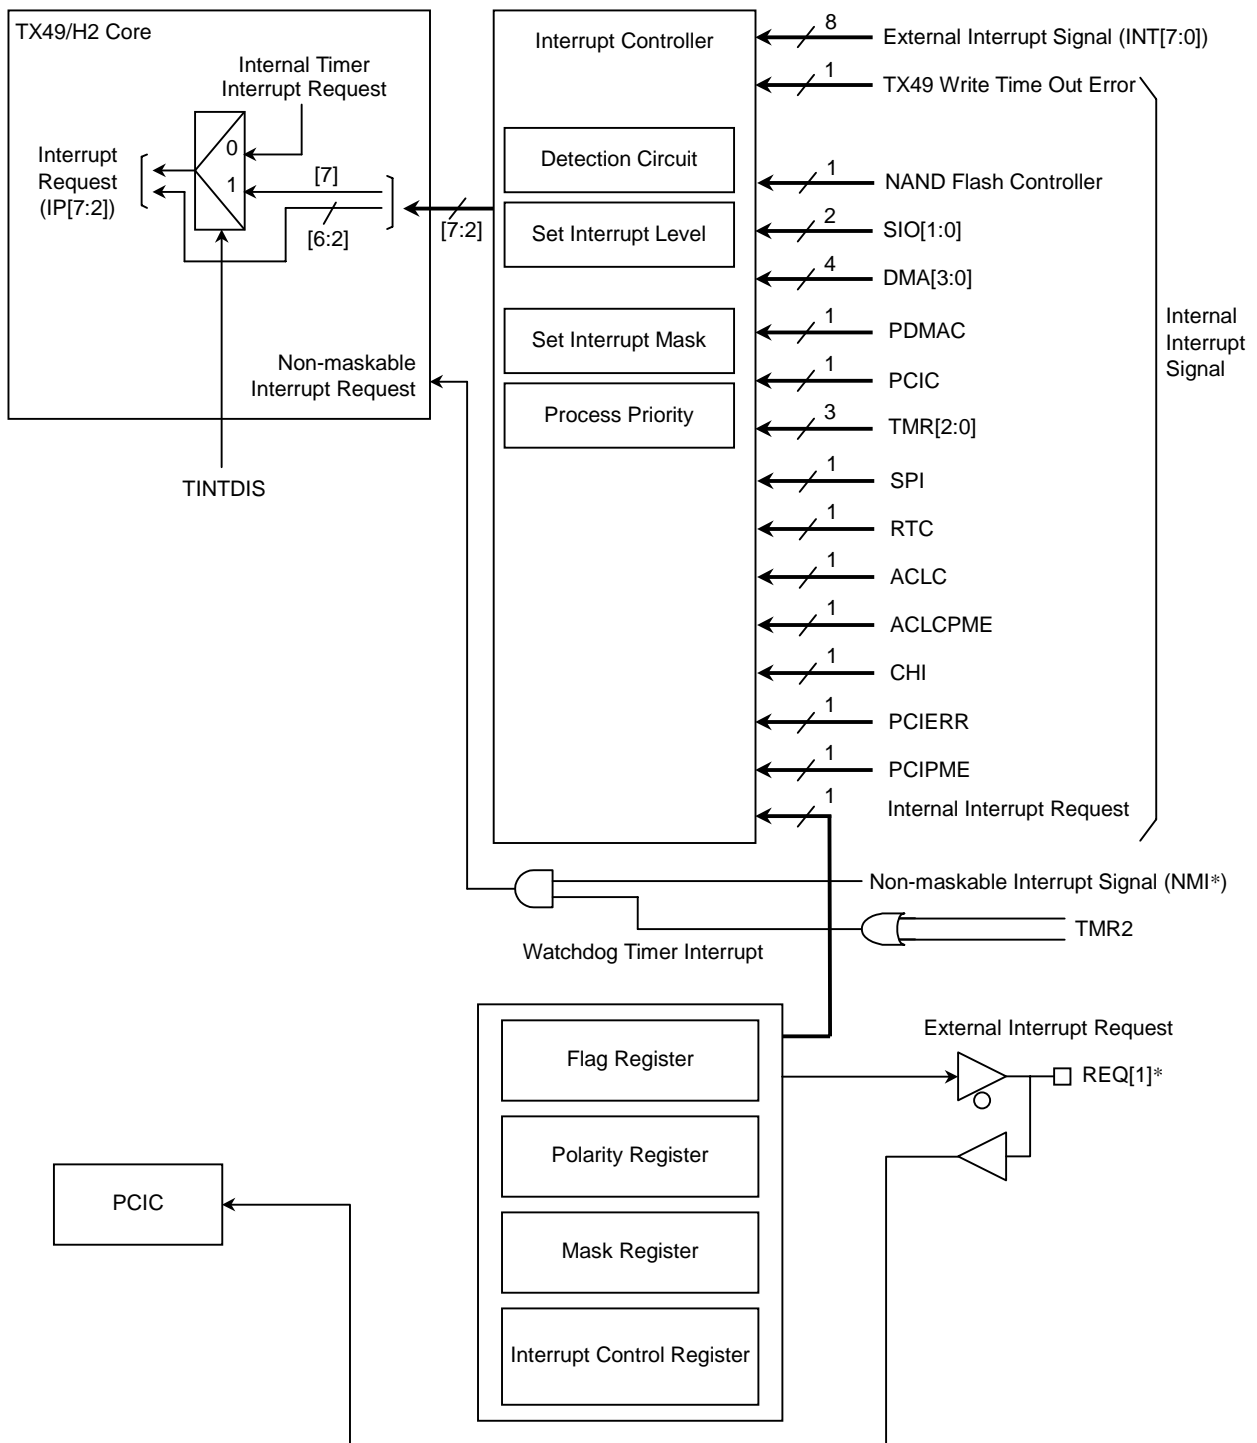 TX49/H2 Core
Internal Timer
Interrupt Request
0
1
Interrupt
Request
(IP[7:2])
[7]
[6:2]
[7:2]
Non-maskable
Interrupt Request
TINTDIS
Interrupt Controller
Detection Circuit
Set Interrupt Level
Set Interrupt Mask
Process Priority
8
External Interrupt Signal (INT[7:0])
1
TX49 Write Time Out Error
1
NAND Flash Controller
2
SIO[1:0]
4
DMA[3:0]
1
PDMAC
1
PCIC
3
TMR[2:0]
1
SPI
1
RTC
1
ACLC
1
ACLCPME
1
CHI
1
PCIERR
1
PCIPME
1
Internal Interrupt Request
Internal
Interrupt
Signal
Non-maskable Interrupt Signal (NMI*)
TMR2
Watchdog Timer Interrupt
Flag Register
Polarity Register
Mask Register
Interrupt Control Register
External Interrupt Request
REQ[1]*
PCIC